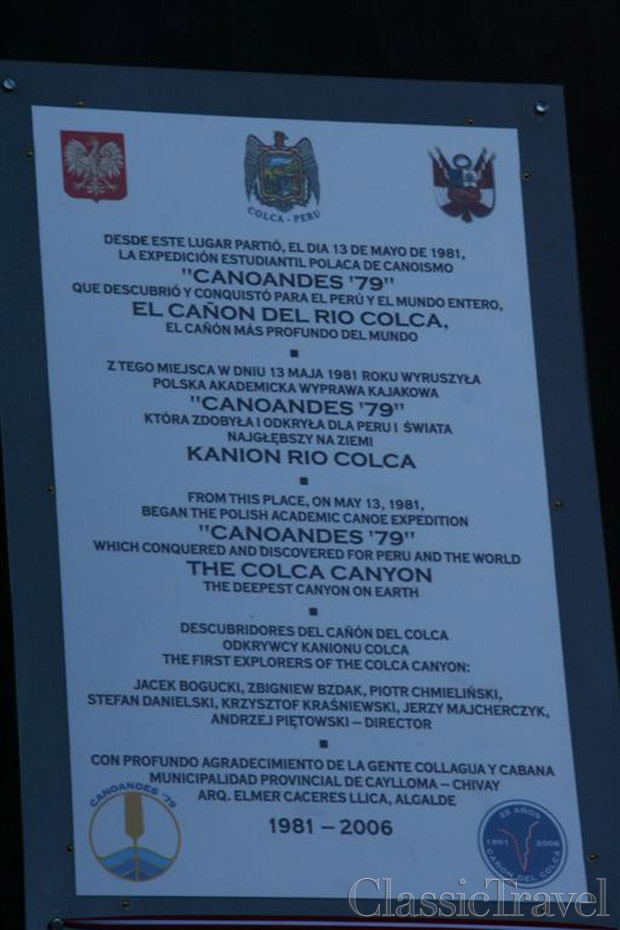 COLCA - PERU
DESDE ESTE LUGAR PARTIÓ, EL DIA 13 DE MAYO DE 1981,
LA EXPEDICIÓN ESTUDIANTIL POLACA DE CANOISMO
"CANOANDES '79"
QUE DESCUBRIÓ Y CONQUISTÓ PARA EL PERÚ Y EL MUNDO ENTERO,
EL CAÑON DEL RIO COLCA,
EL CAÑÓN MÁS PROFUNDO DEL MUNDO
Z TEGO MIEJSCA W DNIU 13 MAJA 1981 ROKU WYRUSZYŁA
POLSKA AKADEMICKA WYPRAWA KAJAKOWA
"CANOANDES '79"
KTÓRA ZDOBYŁA I ODKRYŁA DLA PERU I ŚWIATA
NAJGŁĘBSZY NA ZIEMI
KANION RIO COLCA
FROM THIS PLACE, ON MAY 13, 1981,
BEGAN THE POLISH ACADEMIC CANOE EXPEDITION
"CANOANDES '79"
WHICH CONQUERED AND DISCOVERED FOR PERU AND THE WORLD
THE COLCA CANYON
THE DEEPEST CANYON ON EARTH
DESCUBRIDORES DEL CAÑÓN DEL COLCA
ODKRYWCY KANIONU COLCA
THE FIRST EXPLORERS OF THE COLCA CANYON:
JACEK BOGUCKI, ZBIGNIEW BZDAK, PIOTR CHMIELIŃSKI,
STEFAN DANIELSKI, KRZYSZTOF KRAŚNIEWSKI, JERZY MAJCHERCZYK,
ANDRZEJ PIĘTOWSKI – DIRECTOR
CON PROFUNDO AGRADECIMIENTO DE LA GENTE COLLAGUA Y CABANA
MUNICIPALIDAD PROVINCIAL DE CAYLLOMA – CHIVAY
ARQ. ELMER CACERES LLICA, ALCALDE
1981 – 2006
CANOANDES '79
25 AÑOS
1981 2006
CAÑON DEL COLCA
ClassicTravel